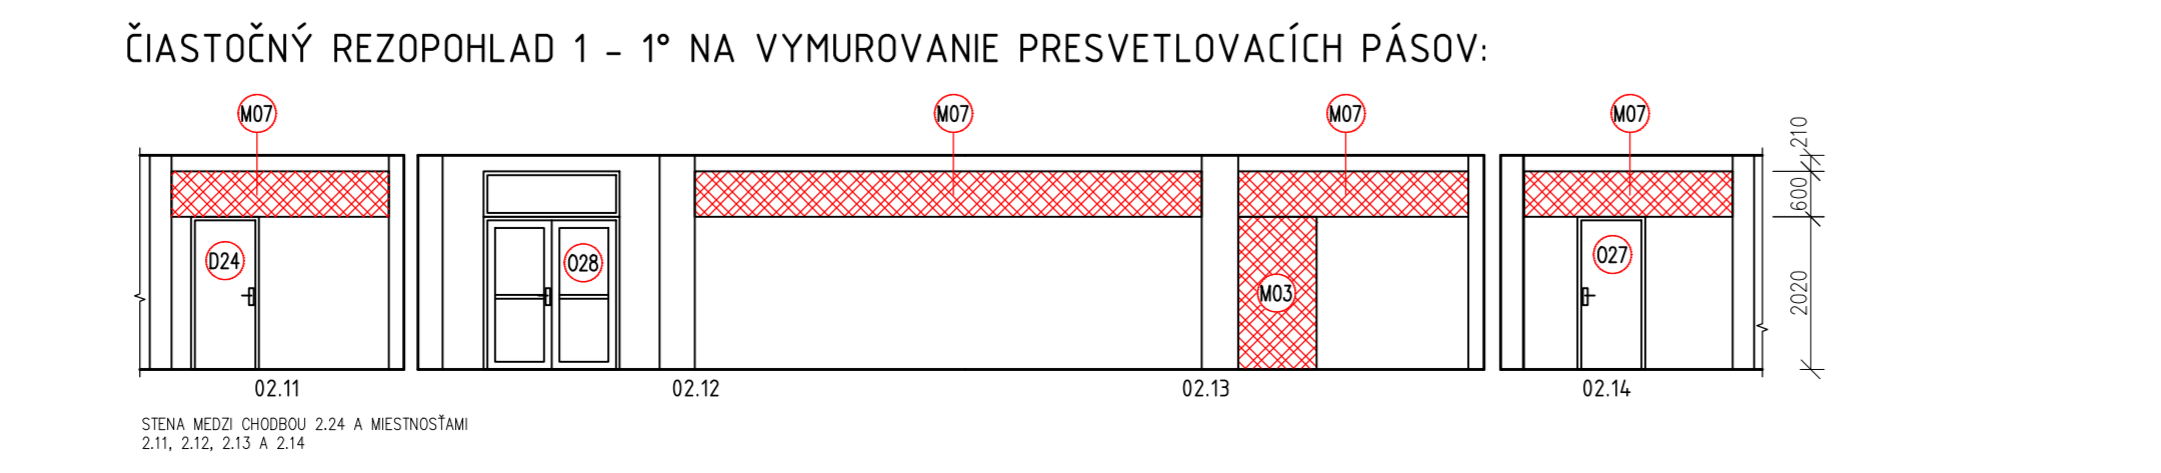 ČIASTOČNÝ REZOPOHLAD 1 - 1° NA VYMUROVANIE PRESVETLOVACÍCH PÁSOV:
M07 M07 M07 M07
210
600
2020
D24 O28 M03 O27
02.11 02.12 02.13 02.14
STENA MEDZI CHODBOU 2.24 A MIESTNOSŤAMI
2.11, 2.12, 2.13 A 2.14